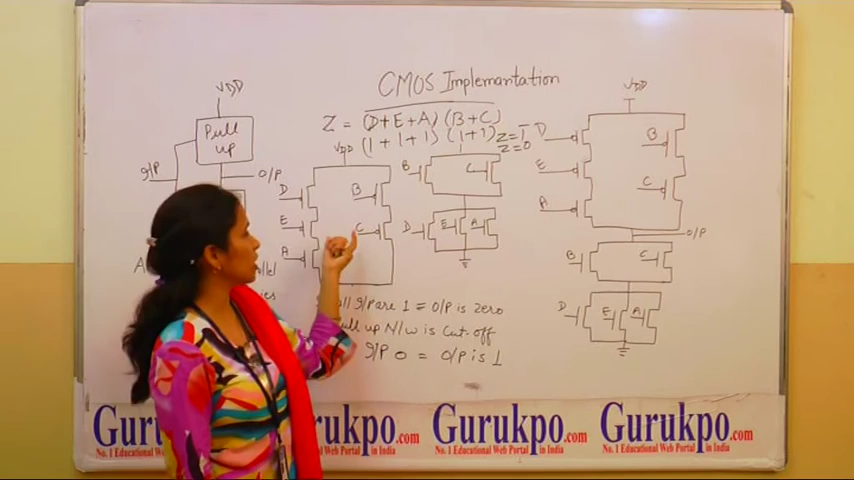 CMOS Implemantation
Z = (D+E+A) (B+C)
(1+1+1) (1+1) Z=1
Z=0
VDD
Pull
up
I/P
O/P
A
VDD
D
B
E
C
A
B
C
D
E
A
VDD
D
B
E
C
A
O/P
B
C
D
E
A
I/P are 1 = O/P is zero
Pull up N/w is Cut off
I/P 0 = O/P is 1
Gurukpo.com
No. 1 Educational Web Portal in India
Gurukpo.com
No. 1 Educational Web Portal in India
Gurukpo.com
No. 1 Educational Web Portal in India